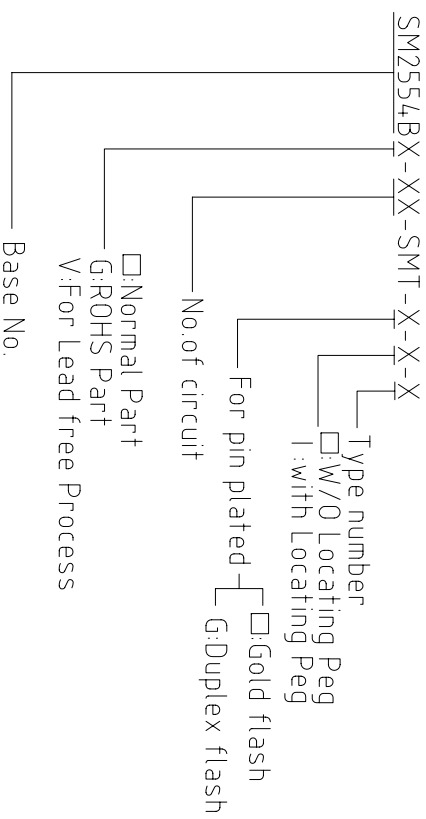 SM2554BX-XX-SMT-X-X-X
Type number
□:W/O Locating Peg
I :with Locating Peg
For pin plated
□:Gold flash
G:Duplex flash
No.of circuit
□:Normal Part
G:ROHS Part
V:For Lead free Process
Base No.